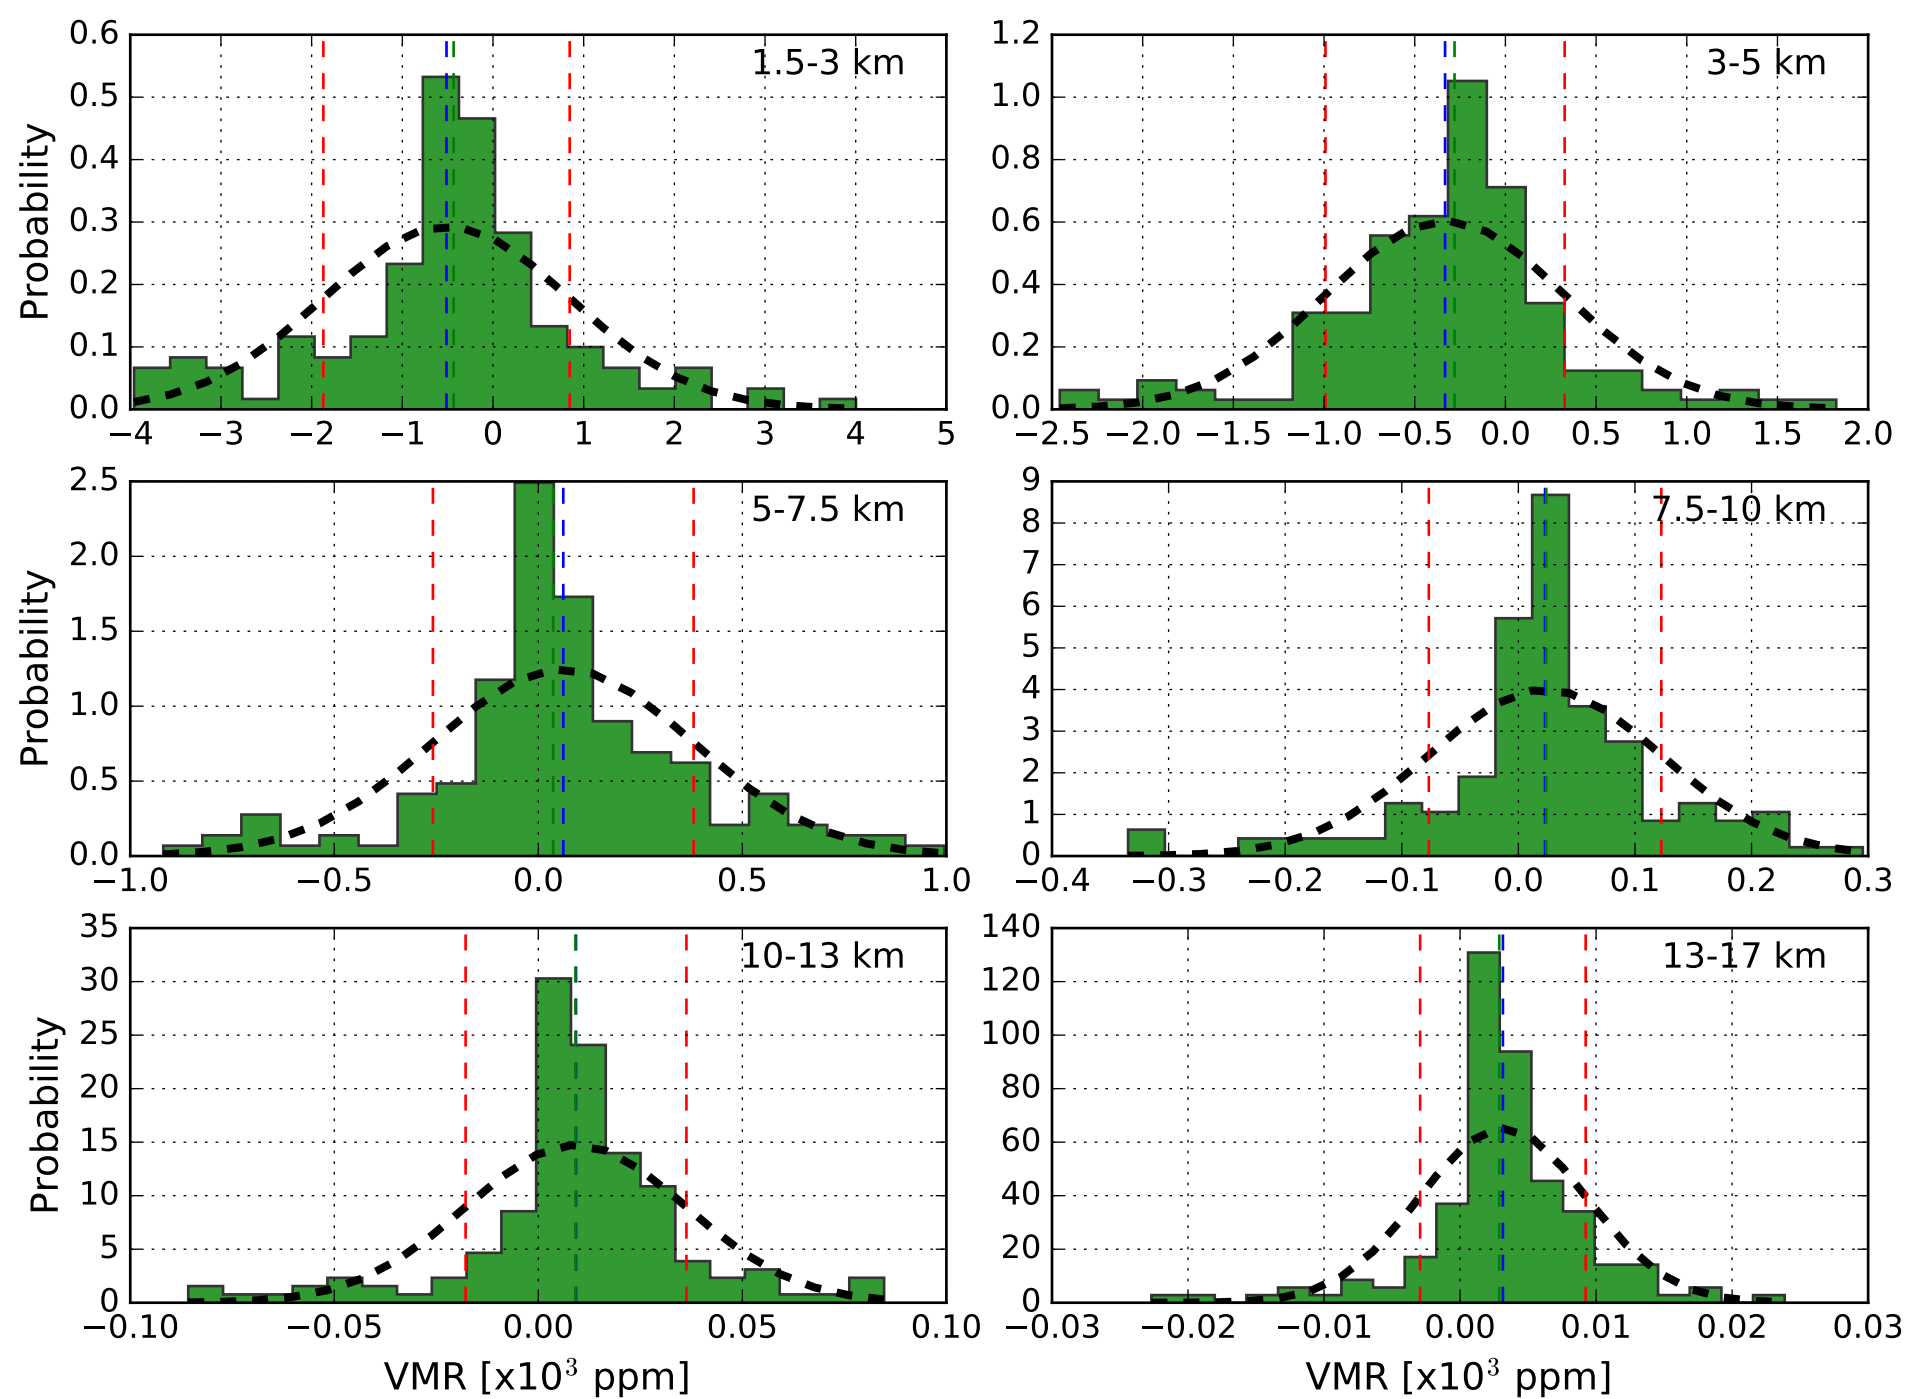 0.6
0.5
0.4
0.3
0.2
0.1
0.0
Probability
1.5-3 km
−4 −3 −2 −1 0 1 2 3 4 5
1.2
1.0
0.8
0.6
0.4
0.2
0.0
3-5 km
−2.5 −2.0 −1.5 −1.0 −0.5 0.0 0.5 1.0 1.5 2.0
2.5
2.0
1.5
1.0
0.5
0.0
Probability
5-7.5 km
−1.0 −0.5 0.0 0.5 1.0
9
8
7
6
5
4
3
2
1
0
7.5-10 km
−0.4 −0.3 −0.2 −0.1 0.0 0.1 0.2 0.3
35
30
25
20
15
10
5
0
Probability
10-13 km
−0.10 −0.05 0.00 0.05 0.10
VMR [x10³ ppm]
140
120
100
80
60
40
20
0
13-17 km
−0.03 −0.02 −0.01 0.00 0.01 0.02 0.03
VMR [x10³ ppm]